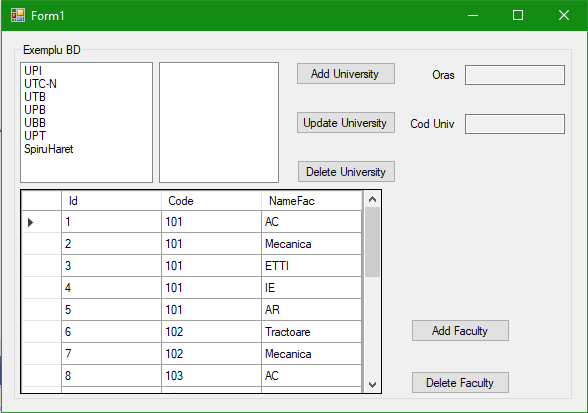 Form1
Exemplu BD
UPI
UTC-N
UTB
UPB
UBB
UPT
SpiruHaret
Add University
Oras
Update University
Cod Univ
Delete University
Id Code NameFac
1 101 AC
2 101 Mecanica
3 101 ETTI
4 101 IE
5 101 AR
6 102 Tractoare
7 102 Mecanica
8 103 AC
Add Faculty
Delete Faculty